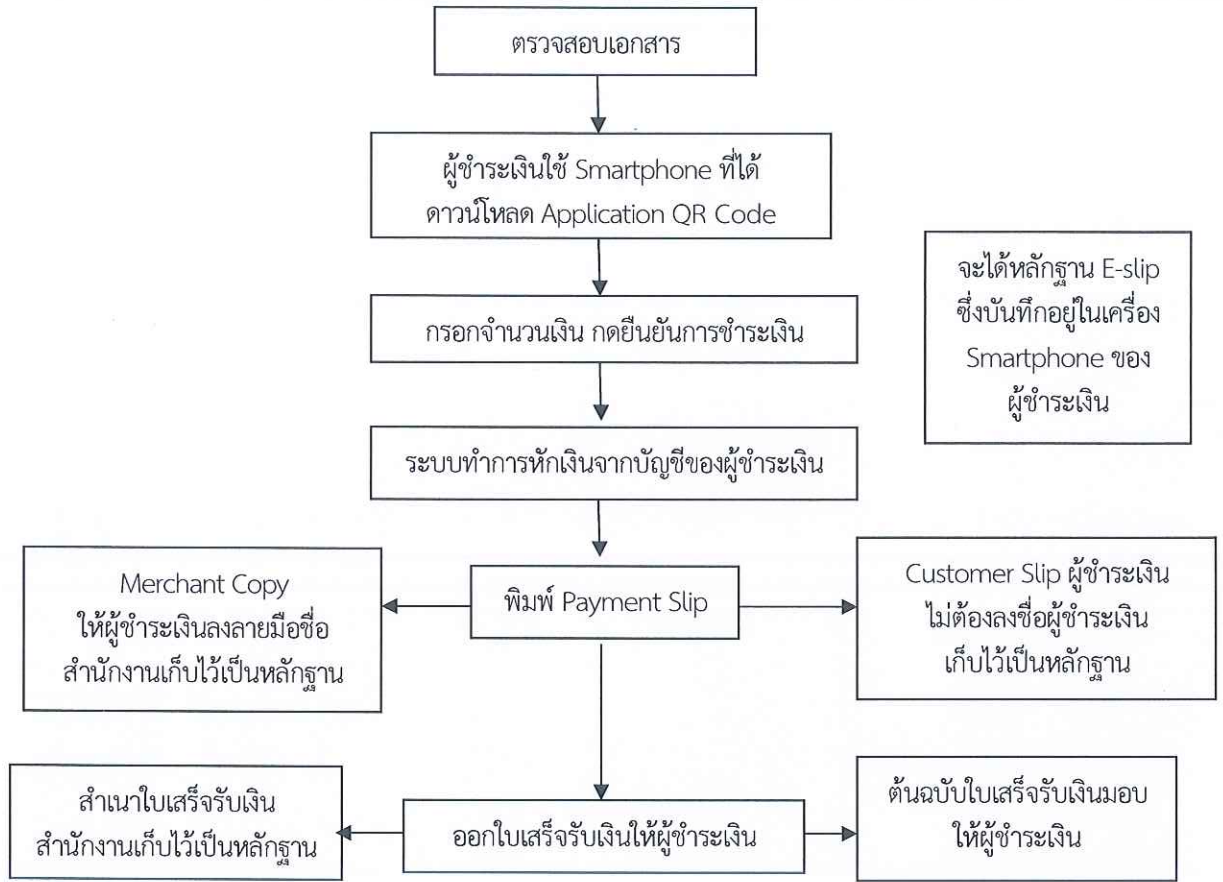 ตรวจสอบเอกสาร
ผู้ชำระเงินใช้ Smartphone ที่ได้
ดาวน์โหลด Application QR Code
จะได้หลักฐาน E-slip
ซึ่งบันทึกอยู่ในเครื่อง
Smartphone ของ
ผู้ชำระเงิน
กรอกจำนวนเงิน กดยืนยันการชำระเงิน
ระบบทำการหักเงินจากบัญชีของผู้ชำระเงิน
Merchant Copy
ให้ผู้ชำระเงินลงลายมือชื่อ
สำนักงานเก็บไว้เป็นหลักฐาน
พิมพ์ Payment Slip
Customer Slip ผู้ชำระเงิน
ไม่ต้องลงชื่อผู้ชำระเงิน
เก็บไว้เป็นหลักฐาน
สำเนาใบเสร็จรับเงิน
สำนักงานเก็บไว้เป็นหลักฐาน
ออกใบเสร็จรับเงินให้ผู้ชำระเงิน
ต้นฉบับใบเสร็จรับเงินมอบ
ให้ผู้ชำระเงิน